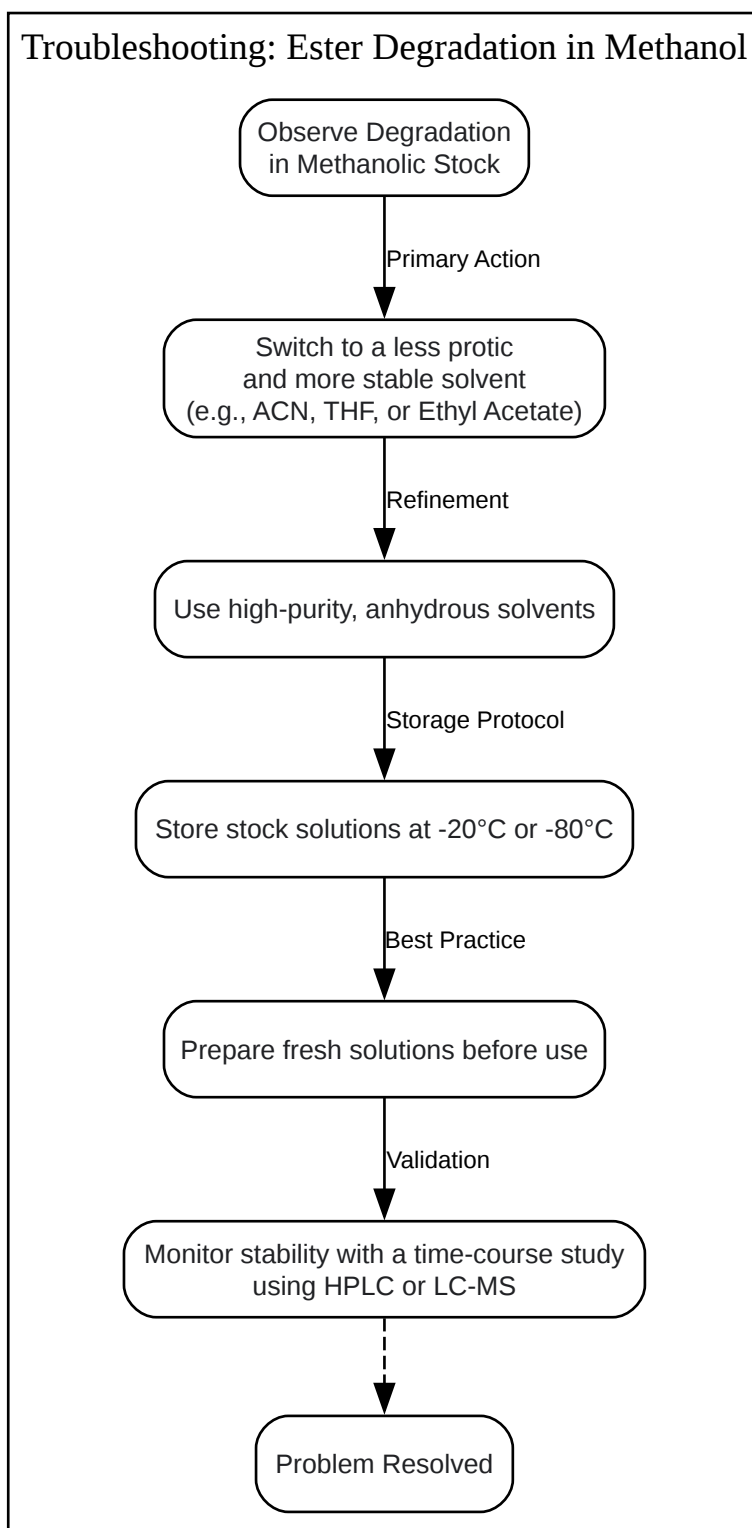 Troubleshooting: Ester Degradation in Methanol
Observe Degradation
in Methanolic Stock
Primary Action
Switch to a less protic
and more stable solvent
(e.g., ACN, THF, or Ethyl Acetate)
Refinement
Use high-purity, anhydrous solvents
Storage Protocol
Store stock solutions at -20°C or -80°C
Best Practice
Prepare fresh solutions before use
Validation
Monitor stability with a time-course study
using HPLC or LC-MS
Problem Resolved